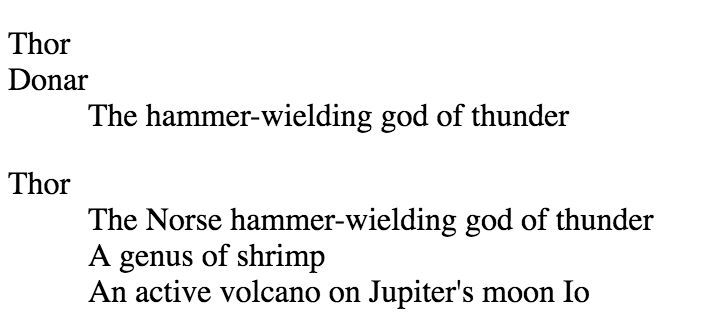 Thor
Donar
The hammer-wielding god of thunder
Thor
The Norse hammer-wielding god of thunder
A genus of shrimp
An active volcano on Jupiter's moon Io